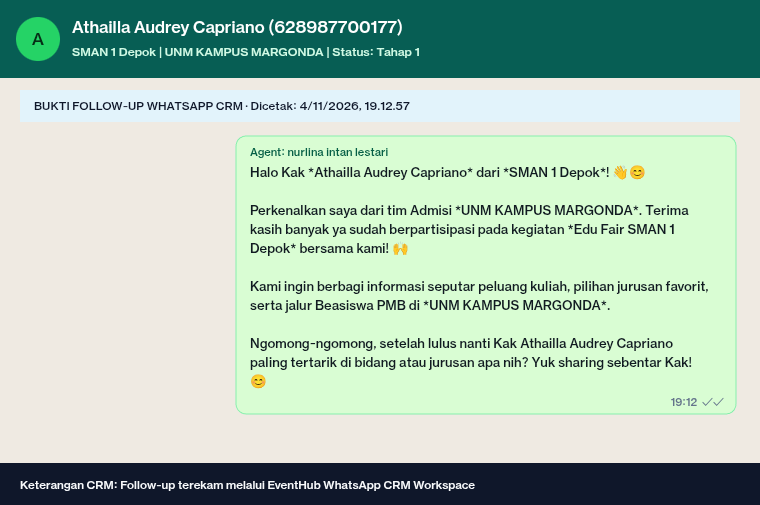 A
Athailla Audrey Capriano (628987700177)
SMAN 1 Depok | UNM KAMPUS MARGONDA | Status: Tahap 1
BUKTI FOLLOW-UP WHATSAPP CRM · Dicetak: 4/11/2026, 19.12.57
Agent: nurlina intan lestari
Halo Kak *Athailla Audrey Capriano* dari *SMAN 1 Depok*! 👋😊
Perkenalkan saya dari tim Admisi *UNM KAMPUS MARGONDA*. Terima
kasih banyak ya sudah berpartisipasi pada kegiatan *Edu Fair SMAN 1
Depok* bersama kami! 🙌
Kami ingin berbagi informasi seputar peluang kuliah, pilihan jurusan favorit,
serta jalur Beasiswa PMB di *UNM KAMPUS MARGONDA*.
Ngomong-ngomong, setelah lulus nanti Kak Athailla Audrey Capriano
paling tertarik di bidang atau jurusan apa nih? Yuk sharing sebentar Kak!
😊
19:12 ✓✓
Keterangan CRM: Follow-up terekam melalui EventHub WhatsApp CRM Workspace